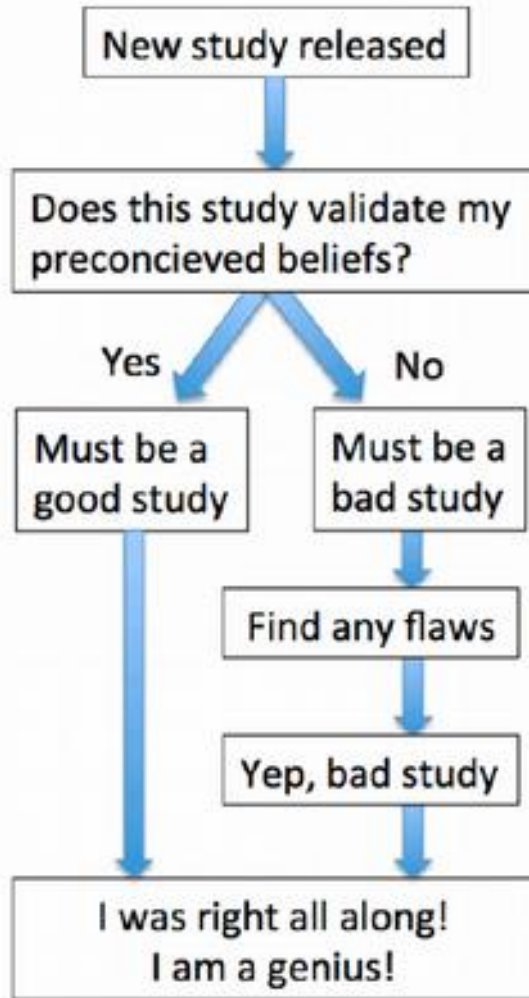 New study released
Does this study validate my
preconcieved beliefs?
Yes
No
Must be a
good study
Must be a
bad study
Find any flaws
Yep, bad study
I was right all along!
I am a genius!